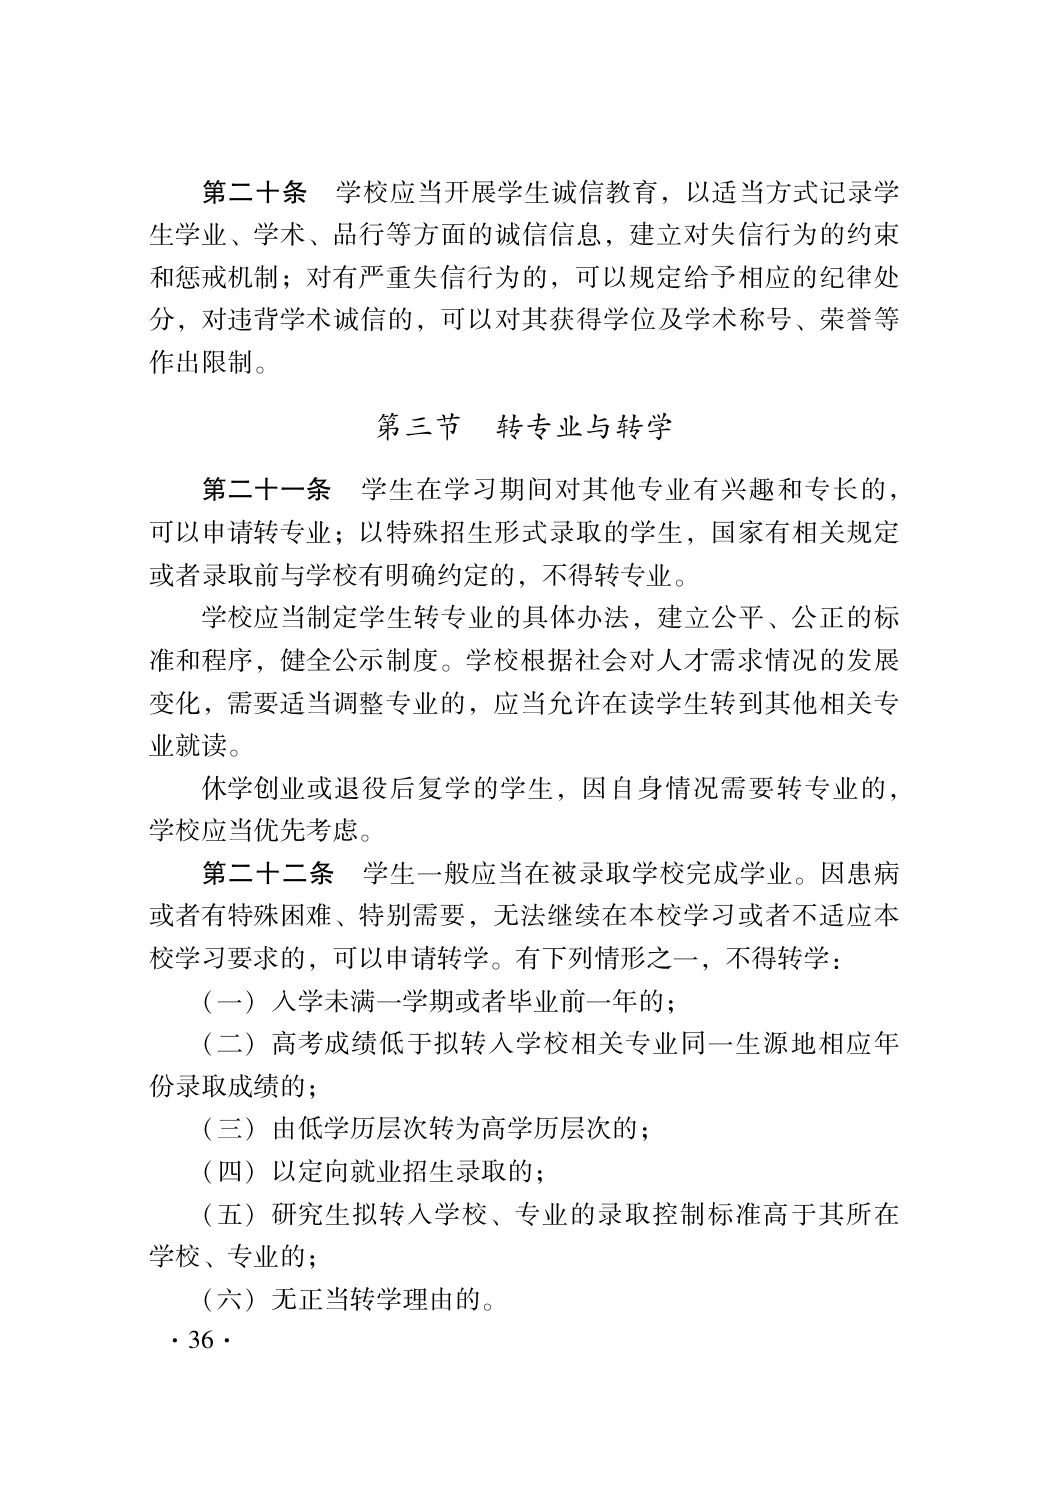 第二十条　学校应当开展学生诚信教育，以适当方式记录学
生学业、学术、品行等方面的诚信信息，建立对失信行为的约束
和惩戒机制；对有严重失信行为的，可以规定给予相应的纪律处
分，对违背学术诚信的，可以对其获得学位及学术称号、荣誉等
作出限制。
第三节　转专业与转学
第二十一条　学生在学习期间对其他专业有兴趣和专长的，
可以申请转专业；以特殊招生形式录取的学生，国家有相关规定
或者录取前与学校有明确约定的，不得转专业。
学校应当制定学生转专业的具体办法，建立公平、公正的标
准和程序，健全公示制度。学校根据社会对人才需求情况的发展
变化，需要适当调整专业的，应当允许在读学生转到其他相关专
业就读。
休学创业或退役后复学的学生，因自身情况需要转专业的，
学校应当优先考虑。
第二十二条　学生一般应当在被录取学校完成学业。因患病
或者有特殊困难、特别需要，无法继续在本校学习或者不适应本
校学习要求的，可以申请转学。有下列情形之一，不得转学：
（一）入学未满一学期或者毕业前一年的；
（二）高考成绩低于拟转入学校相关专业同一生源地相应年
份录取成绩的；
（三）由低学历层次转为高学历层次的；
（四）以定向就业招生录取的；
（五）研究生拟转入学校、专业的录取控制标准高于其所在
学校、专业的；
（六）无正当转学理由的。
· 36 ·